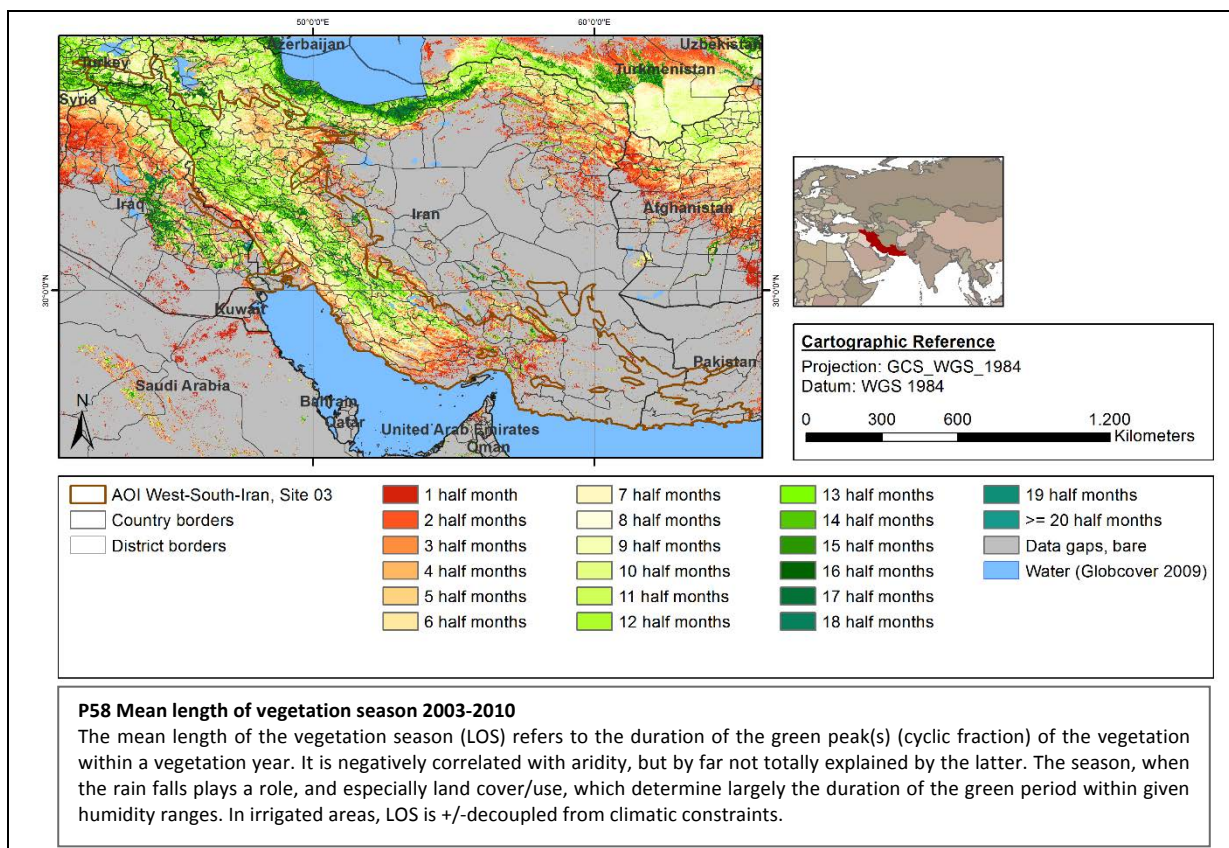 50°0'0"E
60°0'0"E
Azerbaijan
Uzbekistan
Turkey
Turkmenistan
Syria
Iraq
Iran
Afghanistan
30°0'0"N
30°0'0"N
Kuwait
Pakistan
Saudi Arabia
Bahrain
Qatar
United Arab Emirates
Oman
N
50°0'0"E
60°0'0"E
Cartographic Reference
Projection: GCS_WGS_1984
Datum: WGS 1984
0 300 600 1.200
Kilometers
AOI West-South-Iran, Site 03
Country borders
District borders
1 half month
2 half months
3 half months
4 half months
5 half months
6 half months
7 half months
8 half months
9 half months
10 half months
11 half months
12 half months
13 half months
14 half months
15 half months
16 half months
17 half months
18 half months
19 half months
>= 20 half months
Data gaps, bare
Water (Globcover 2009)
P58 Mean length of vegetation season 2003-2010
The mean length of the vegetation season (LOS) refers to the duration of the green peak(s) (cyclic fraction) of the vegetation
within a vegetation year. It is negatively correlated with aridity, but by far not totally explained by the latter. The season, when
the rain falls plays a role, and especially land cover/use, which determine largely the duration of the green period within given
humidity ranges. In irrigated areas, LOS is +/-decoupled from climatic constraints.